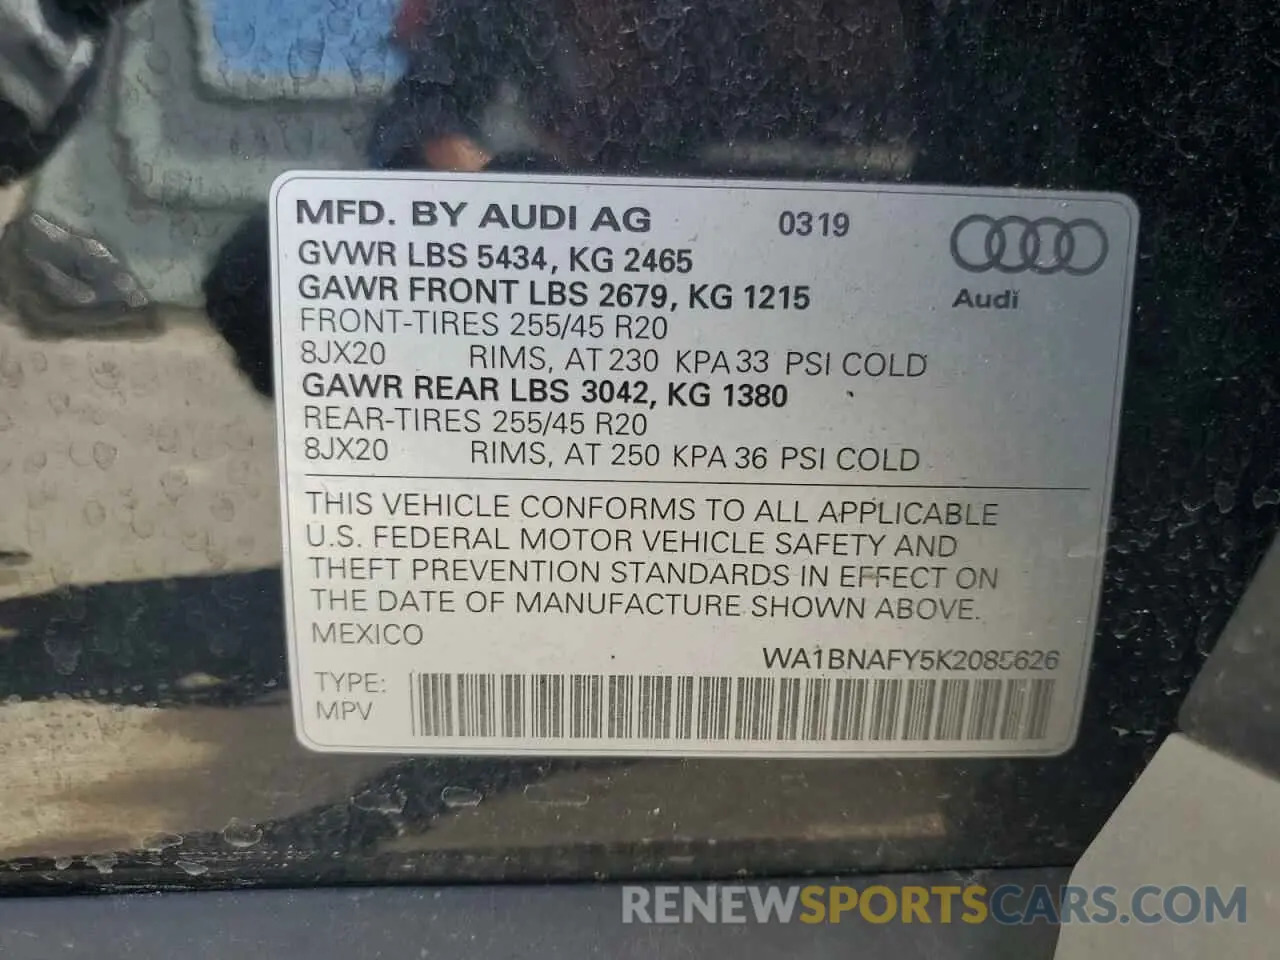 MFD. BY AUDI AG 0319
GVWR LBS 5434, KG 2465
GAWR FRONT LBS 2679, KG 1215
Audi
FRONT-TIRES 255/45 R20
8JX20 RIMS, AT 230 KPA 33 PSI COLD
GAWR REAR LBS 3042, KG 1380
REAR-TIRES 255/45 R20
8JX20 RIMS, AT 250 KPA 36 PSI COLD
THIS VEHICLE CONFORMS TO ALL APPLICABLE
U.S. FEDERAL MOTOR VEHICLE SAFETY AND
THEFT PREVENTION STANDARDS IN EFFECT ON
THE DATE OF MANUFACTURE SHOWN ABOVE.
MEXICO
WA1BNAFY5K2085626
TYPE:
MPV
RENEWSPORTSCARS.COM